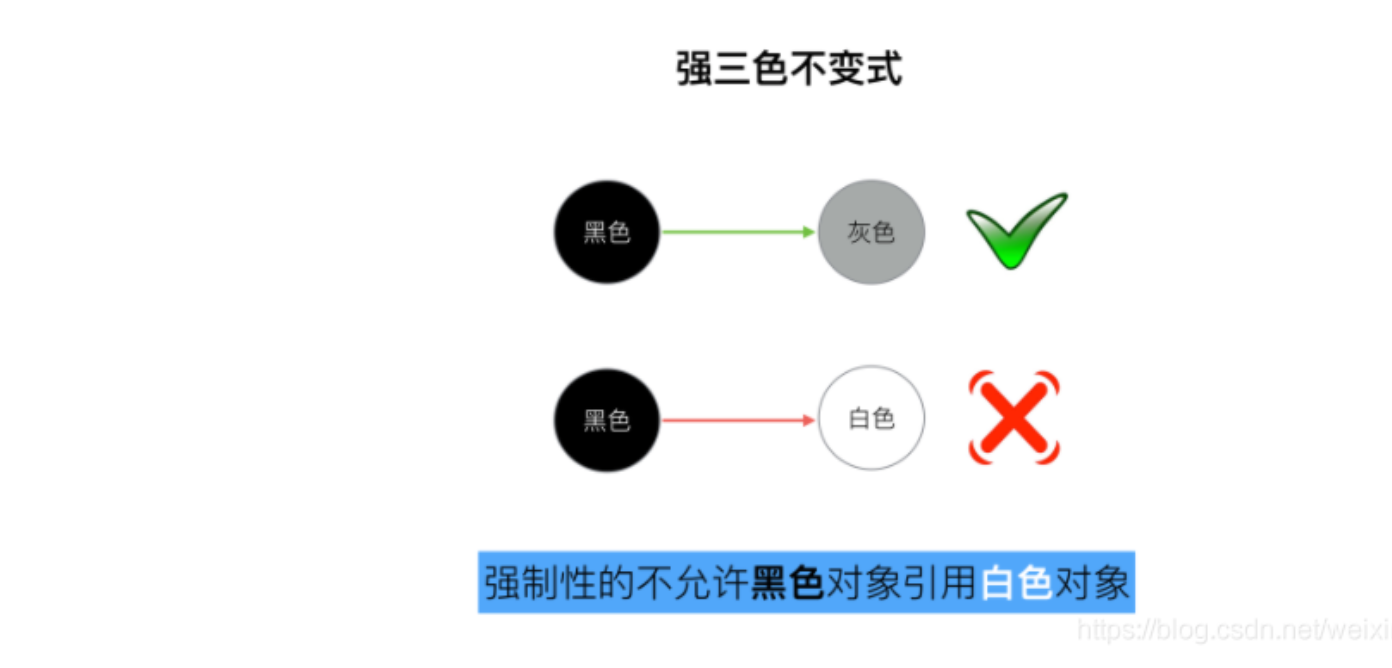 强三色不变式
黑色
灰色
黑色
白色
强制性的不允许黑色对象引用白色对象
https://blog.csdn.net/weixi